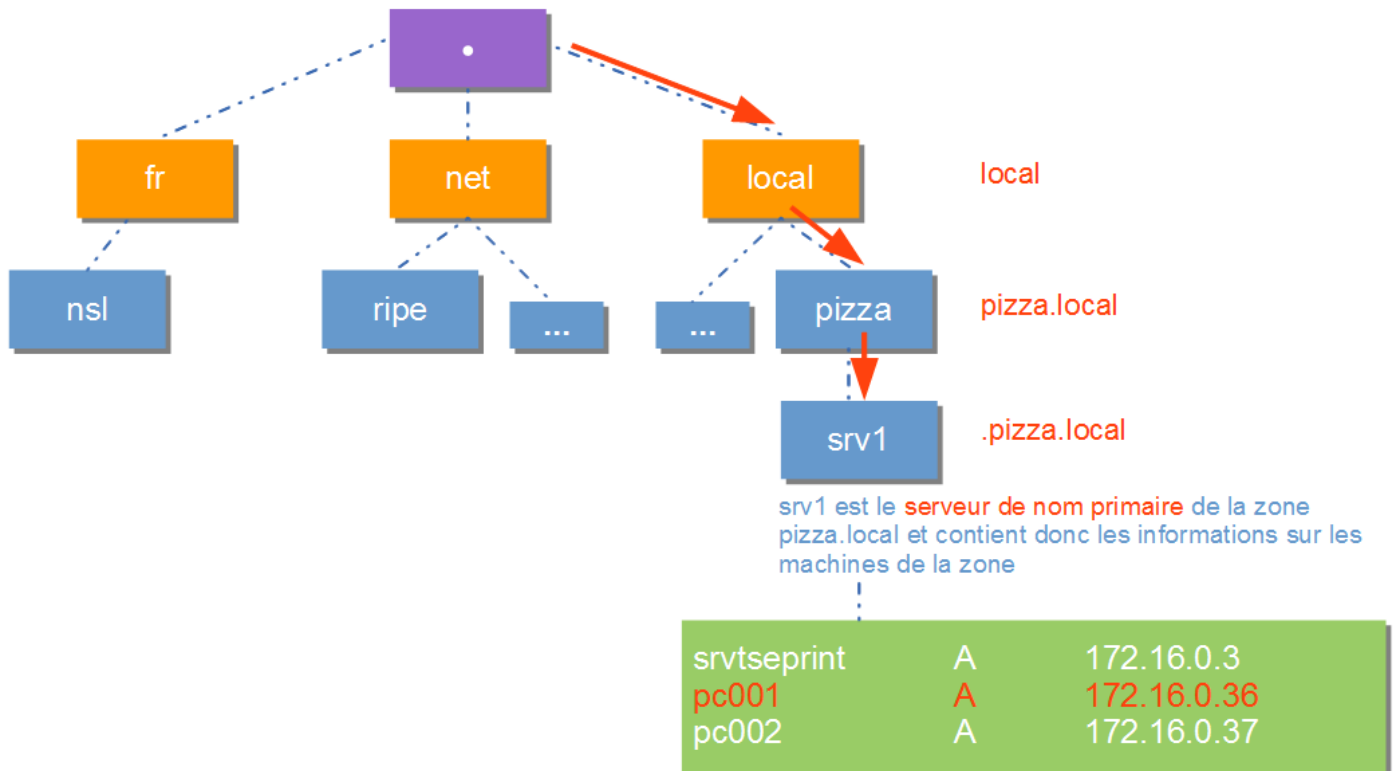 .
fr
net
local
local
nsl
ripe
...
...
pizza
pizza.local
srv1
.pizza.local
srv1 est le serveur de nom primaire de la zone
pizza.local et contient donc les informations sur les
machines de la zone
srvtseprint A 172.16.0.3
pc001 A 172.16.0.36
pc002 A 172.16.0.37